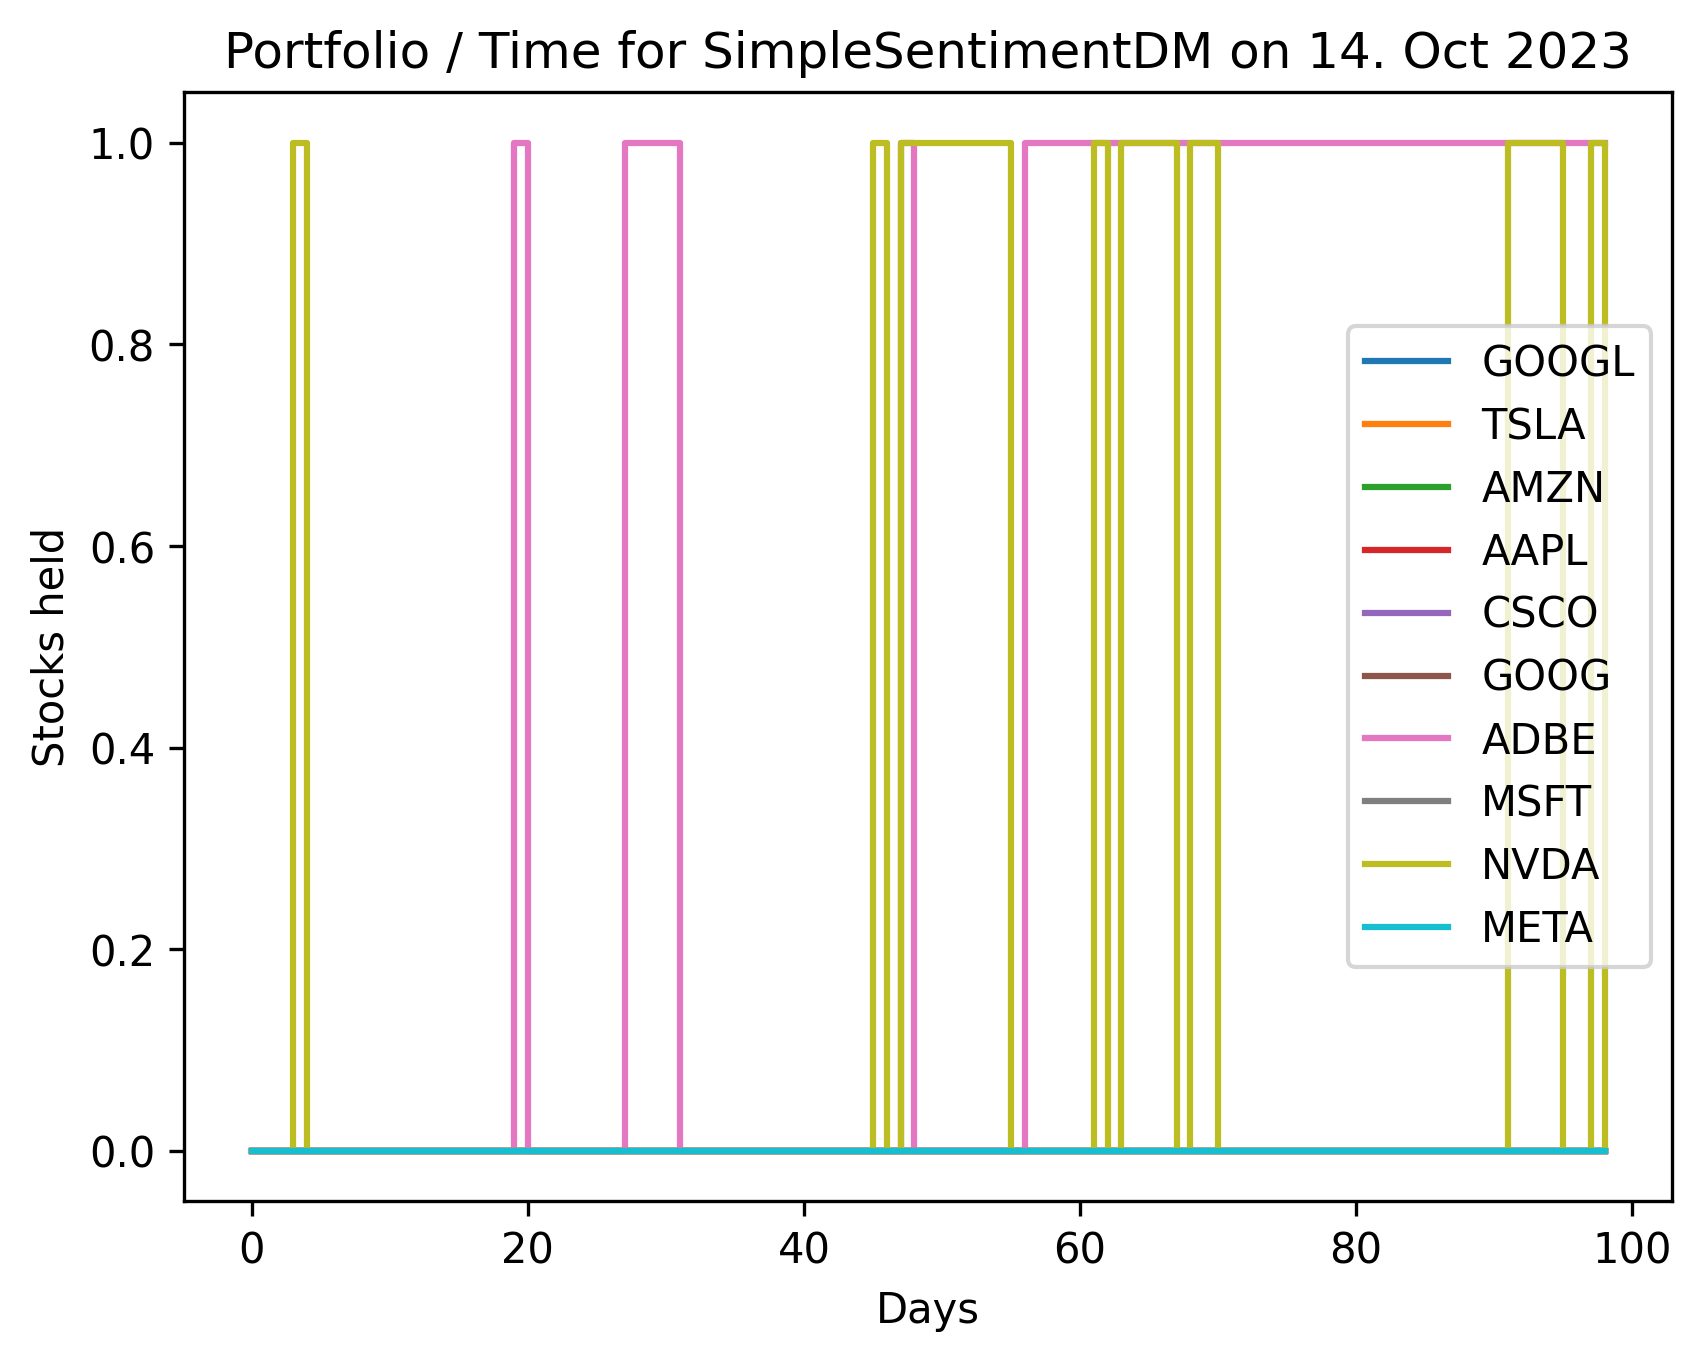 Portfolio / Time for SimpleSentimentDM on 14. Oct 2023
1.0
0.8
0.6
0.4
0.2
0.0
Stocks held
GOOGL
TSLA
AMZN
AAPL
CSCO
GOOG
ADBE
MSFT
NVDA
META
0 20 40 60 80 100
Days